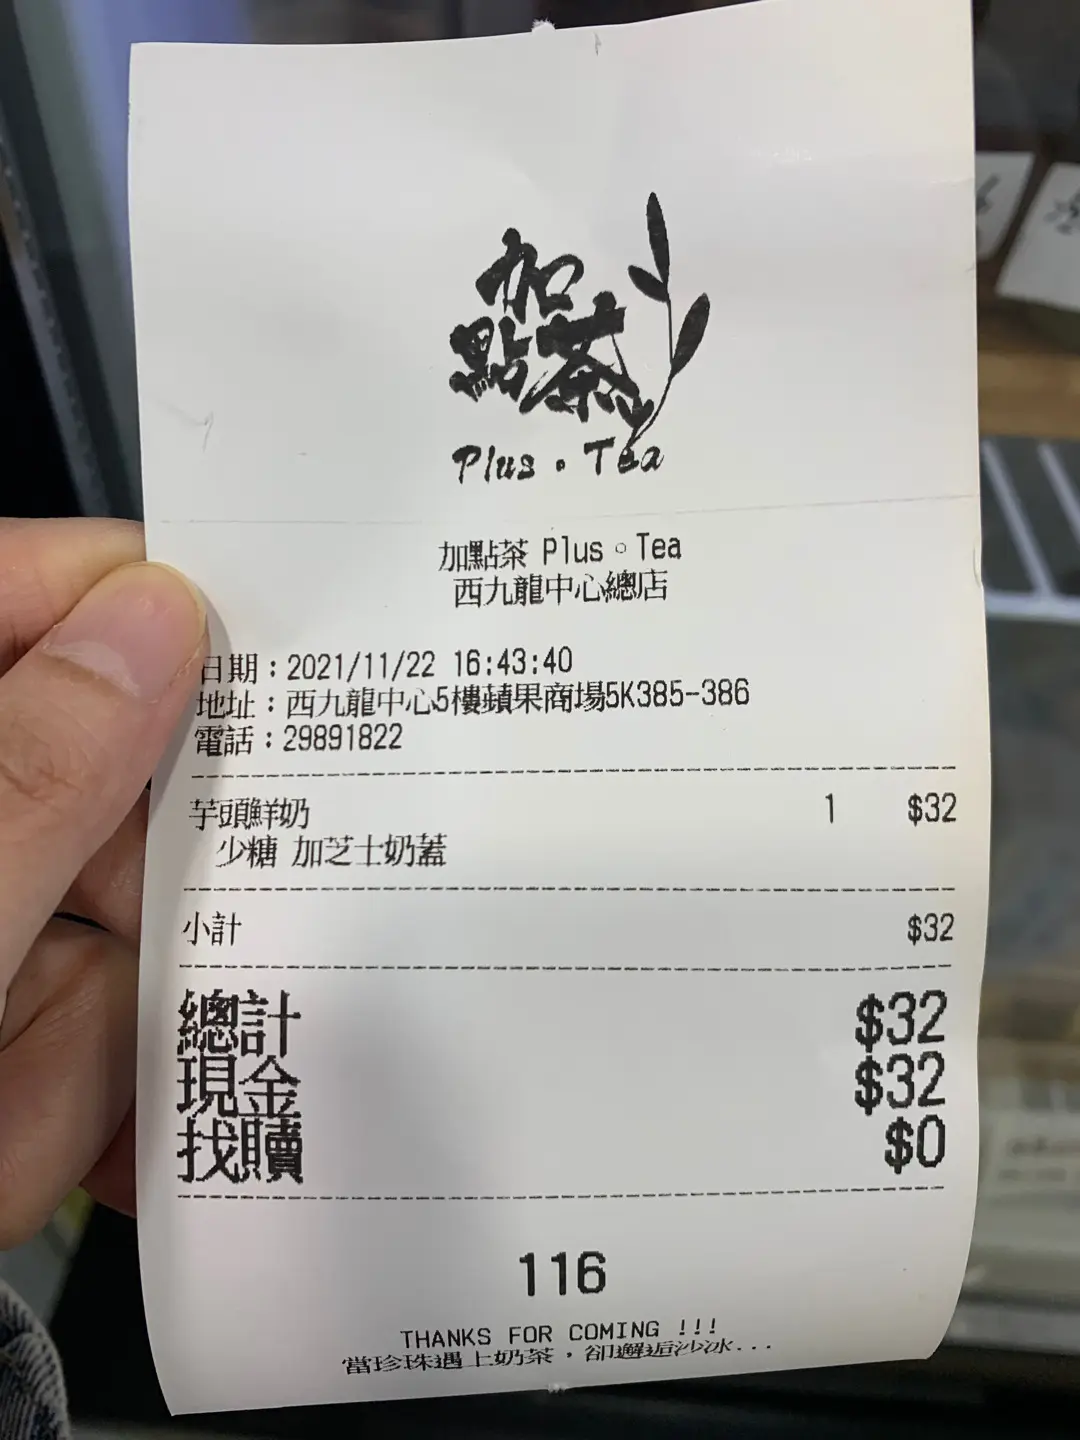 加
點茶
Plus。Tea
加點茶 Plus。Tea
西九龍中心總店
日期：2021/11/22 16:43:40
地址：西九龍中心5樓蘋果商場5K385-386
電話：29891822
芋頭鮮奶 1 $32
少糖 加芝士奶蓋
小計 $32
總計 $32
現金 $32
找贖 $0
116
THANKS FOR COMING !!!
當珍珠遇上奶茶，卻邂逅沙冰...